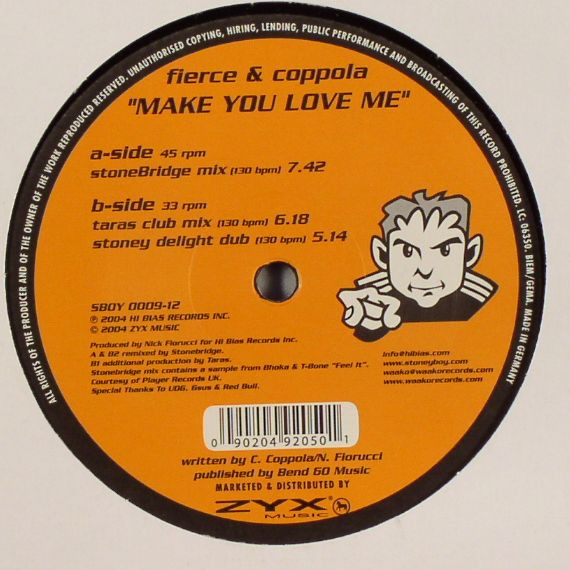 ALL RIGHTS OF THE PRODUCER AND OF THE OWNER OF THE WORK REPRODUCED RESERVED. UNAUTHORISED COPYING, HIRING, LENDING, PUBLIC PERFORMANCE AND BROADCASTING OF THIS RECORD PROHIBITED. LC: 06350. BIEM/GEMA. MADE IN GERMANY
fierce & coppola
"MAKE YOU LOVE ME"
a-side 45 rpm
stoneBridge mix (130 bpm) 7.42
b-side 33 rpm
taras club mix (130 bpm) 6.18
stoney delight dub (130 bpm) 5.14
SBOY 0009-12
℗ 2004 HI BIAS RECORDS INC.
© 2004 ZYX MUSIC
Produced by Nick Fiorucci for Hi Bias Records Inc.
A & B2 remixed by Stonebridge.
B1 additional production by Taras.
Stonebridge mix contains a sample from Bhoka & T-Bone "Feel It".
Courtesy of Player Records UK.
Special Thanks To UDG, Gsus & Red Bull.
info@hibias.com
www.stoneyboy.com
waako@waakorecords.com
www.waakorecords.com
0 90204 92050 1
written by C. Coppola/N. Fiorucci
published by Bend 60 Music
MARKETED & DISTRIBUTED BY
ZYX®
MUSIC